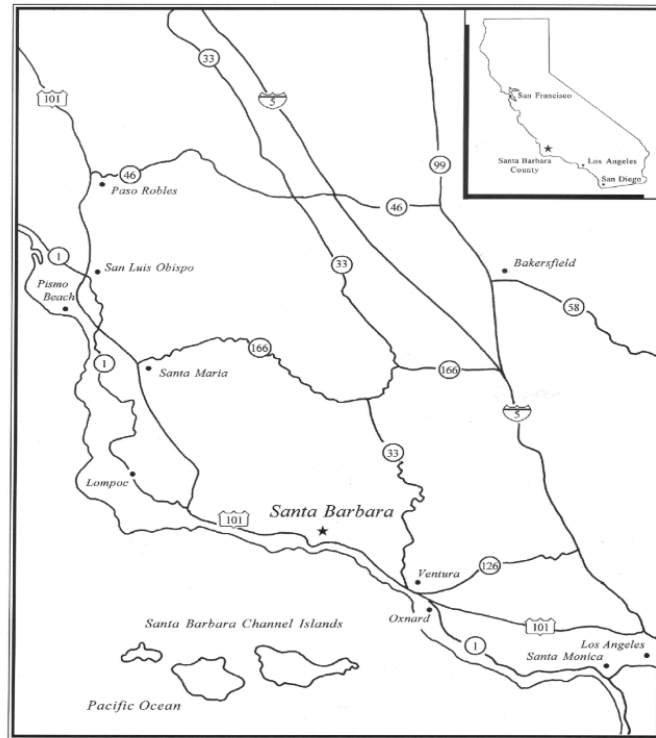 33
5
101
San Francisco
Santa Barbara
County
Los Angeles
San Diego
99
46
Paso Robles
46
1
San Luis Obispo
33
Bakersfield
Pismo
Beach
58
166
1
Santa Maria
166
5
33
Lompoc
101
Santa Barbara
Ventura
126
Oxnard
101
Santa Barbara Channel Islands
1
Los Angeles
Santa Monica
Pacific Ocean